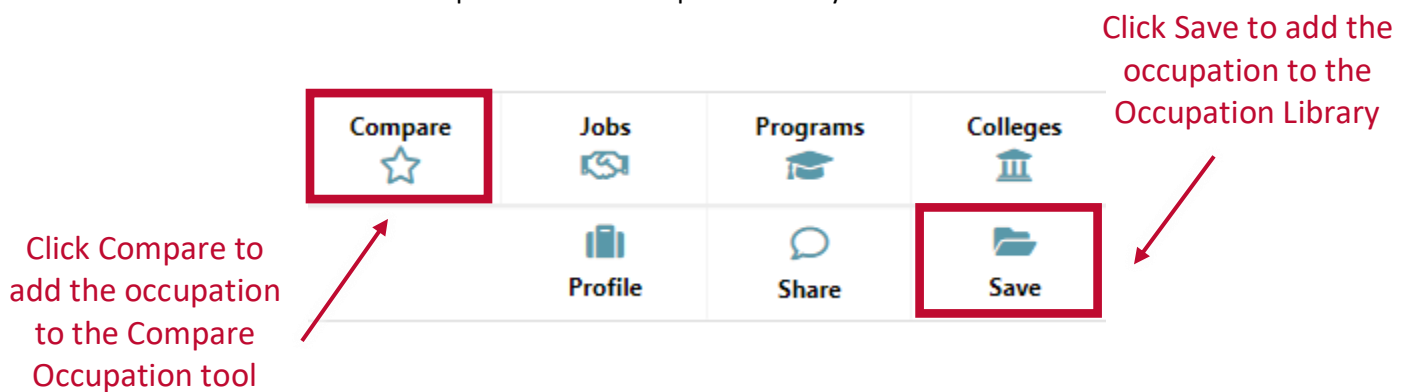 Click Save to add the
occupation to the
Occupation Library
Compare
Jobs
Programs
Colleges
Profile
Share
Save
Click Compare to
add the occupation
to the Compare
Occupation tool